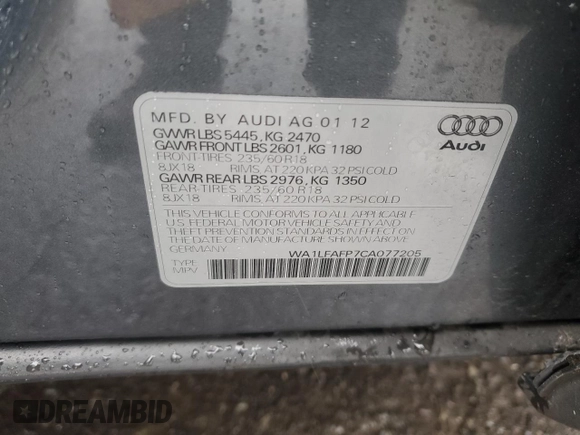 MFD. BY AUDI AG 01 12
GVWR LBS 5445, KG 2470
GAWR FRONT LBS 2601, KG 1180
FRONT-TIRES 235/60 R18
8JX18 RIMS, AT 220 KPA 32 PSI COLD
GAWR REAR LBS 2976, KG 1350
REAR-TIRES 235/60 R18
8JX18 RIMS, AT 220 KPA 32 PSI COLD
THIS VEHICLE CONFORMS TO ALL APPLICABLE
U.S. FEDERAL MOTOR VEHICLE SAFETY AND
THEFT PREVENTION STANDARDS IN EFFECT ON
THE DATE OF MANUFACTURE SHOWN ABOVE.
WA1LFAFP7CA077205
TYPE
MPV
Audi
DREAMBID